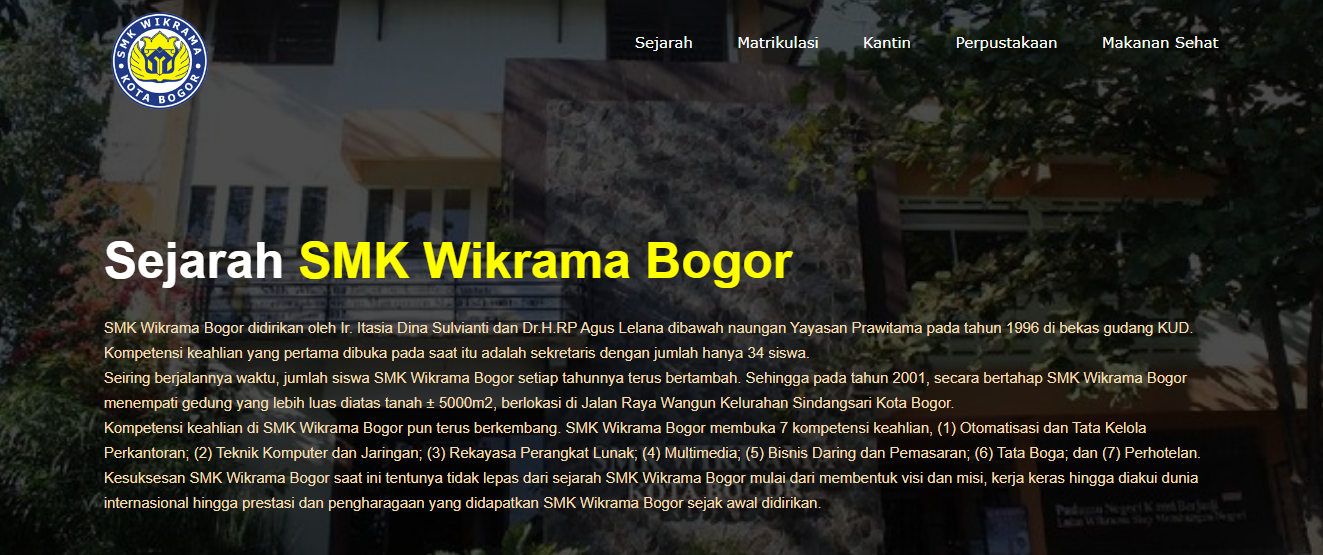 SMK WIKRAMA
KOTA BOGOR
Sejarah Matrikulasi Kantin Perpustakaan Makanan Sehat
Sejarah SMK Wikrama Bogor
SMK Wikrama Bogor didirikan oleh Ir. Itasia Dina Sulvianti dan Dr.H.RP Agus Lelana dibawah naungan Yayasan Prawitama pada tahun 1996 di bekas gudang KUD.
Kompetensi keahlian yang pertama dibuka pada saat itu adalah sekretaris dengan jumlah hanya 34 siswa.
Seiring berjalannya waktu, jumlah siswa SMK Wikrama Bogor setiap tahunnya terus bertambah. Sehingga pada tahun 2001, secara bertahap SMK Wikrama Bogor
menempati gedung yang lebih luas diatas tanah ± 5000m2, berlokasi di Jalan Raya Wangun Kelurahan Sindangsari Kota Bogor.
Kompetensi keahlian di SMK Wikrama Bogor pun terus berkembang. SMK Wikrama Bogor membuka 7 kompetensi keahlian, (1) Otomatisasi dan Tata Kelola
Perkantoran; (2) Teknik Komputer dan Jaringan; (3) Rekayasa Perangkat Lunak; (4) Multimedia; (5) Bisnis Daring dan Pemasaran; (6) Tata Boga; dan (7) Perhotelan.
Kesuksesan SMK Wikrama Bogor saat ini tentunya tidak lepas dari sejarah SMK Wikrama Bogor mulai dari membentuk visi dan misi, kerja keras hingga diakui dunia
internasional hingga prestasi dan pengharagaan yang didapatkan SMK Wikrama Bogor sejak awal didirikan.